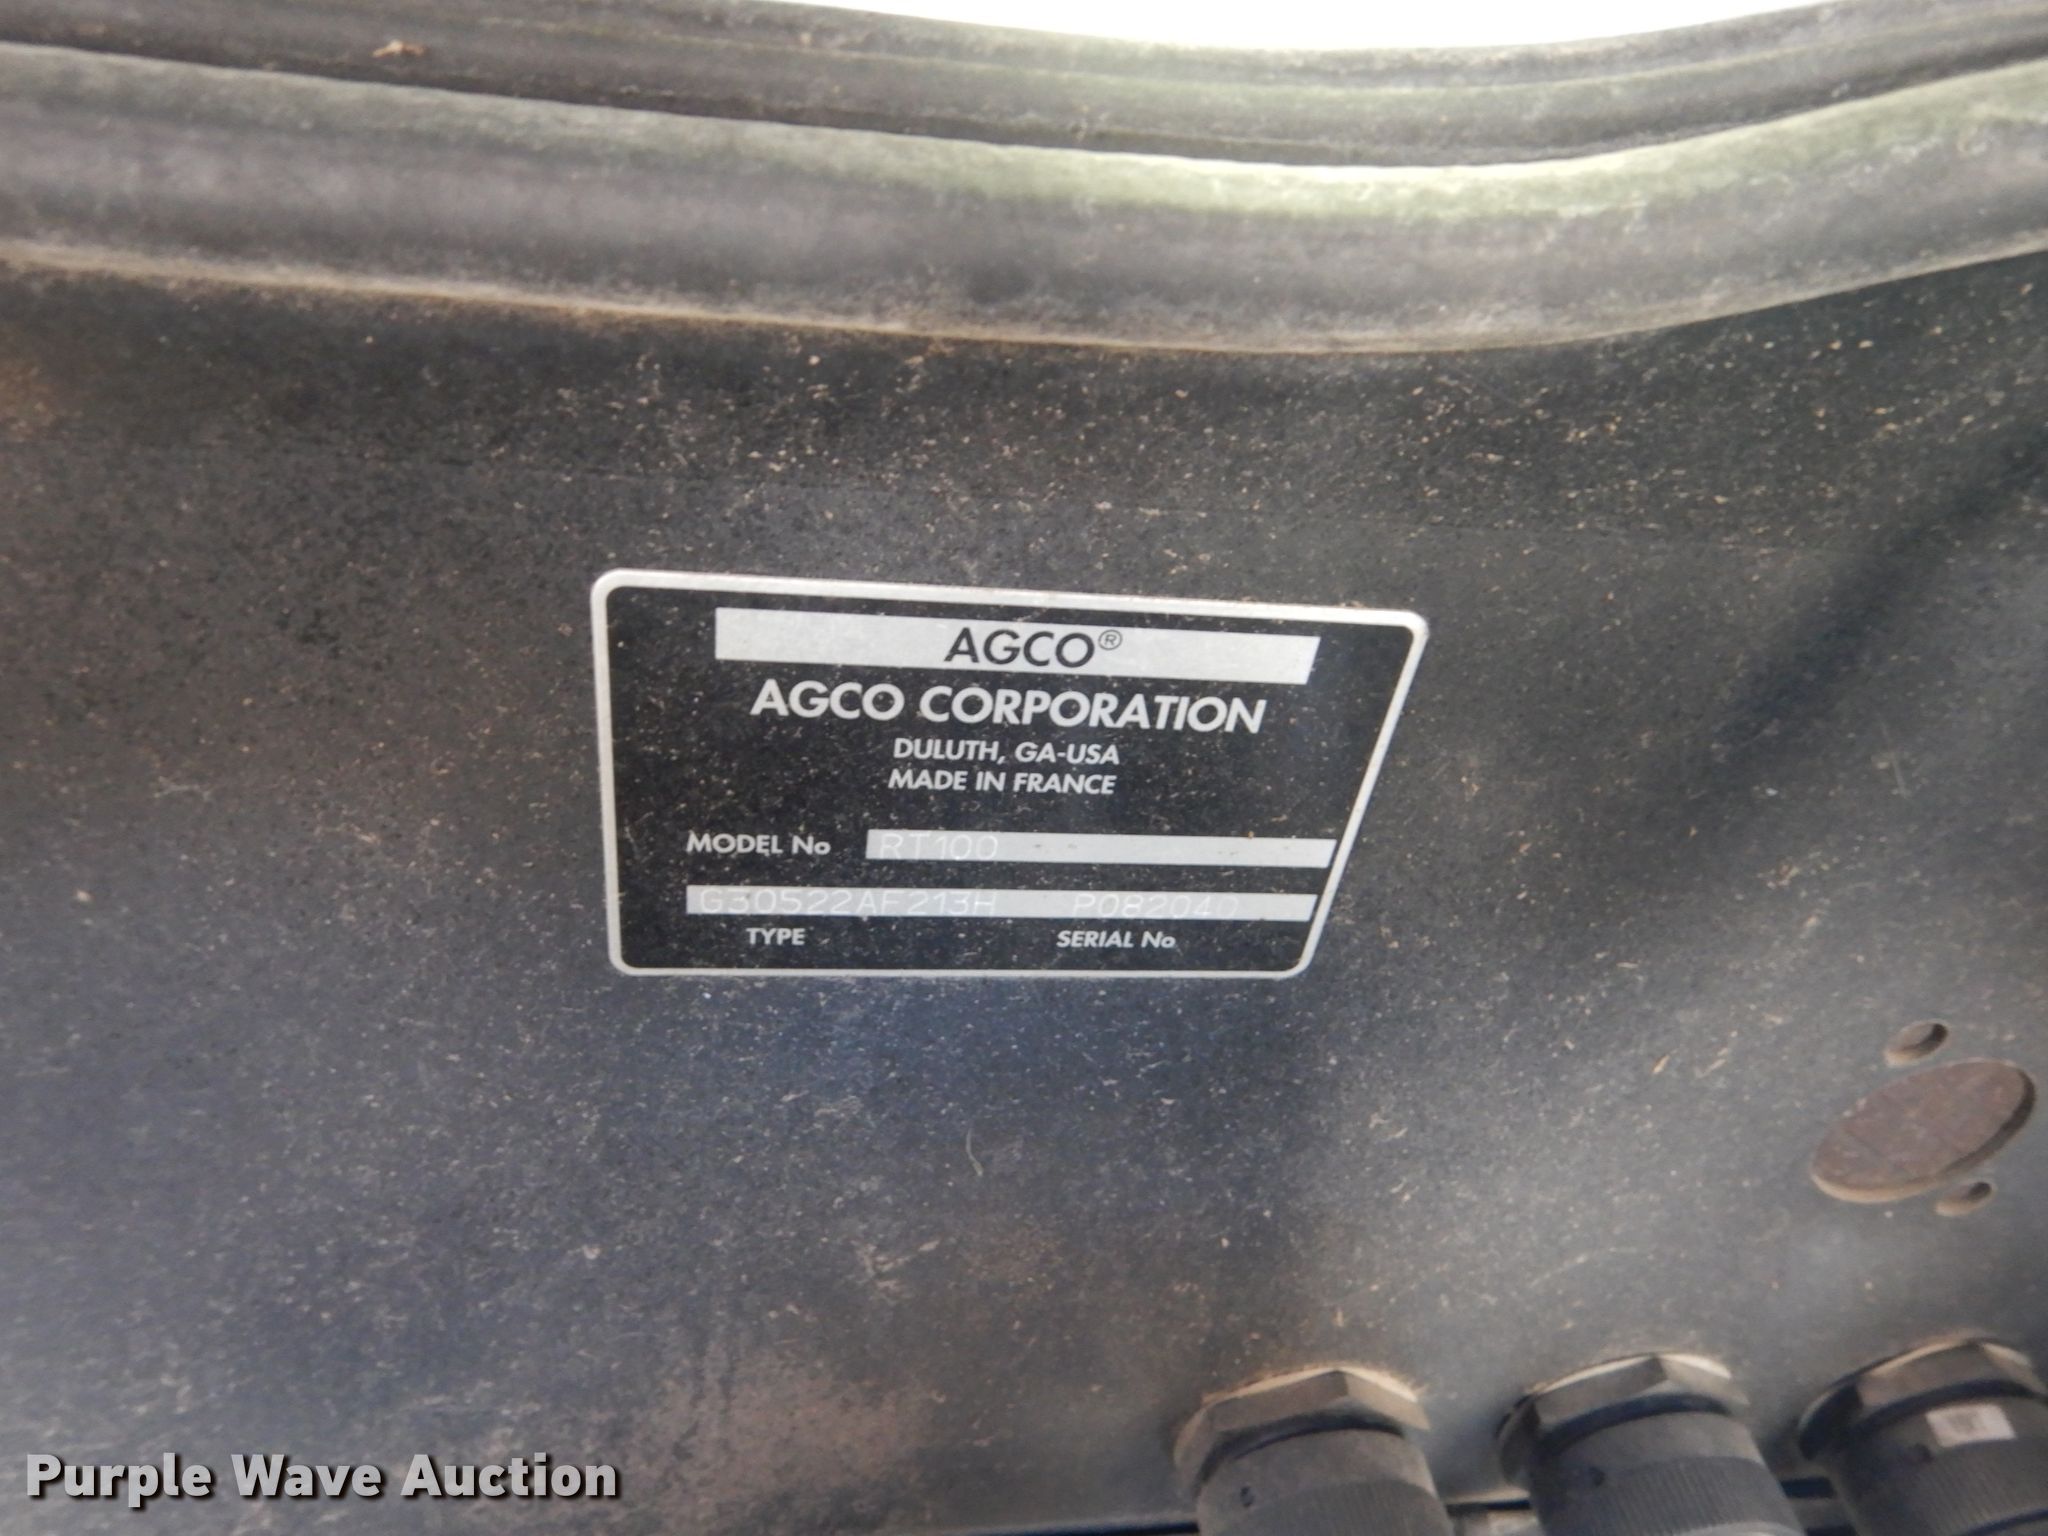 AGCO®
AGCO CORPORATION
DULUTH, GA-USA
MADE IN FRANCE
MODEL No RT100
G30522AF213H P082040
TYPE SERIAL No
Purple Wave Auction